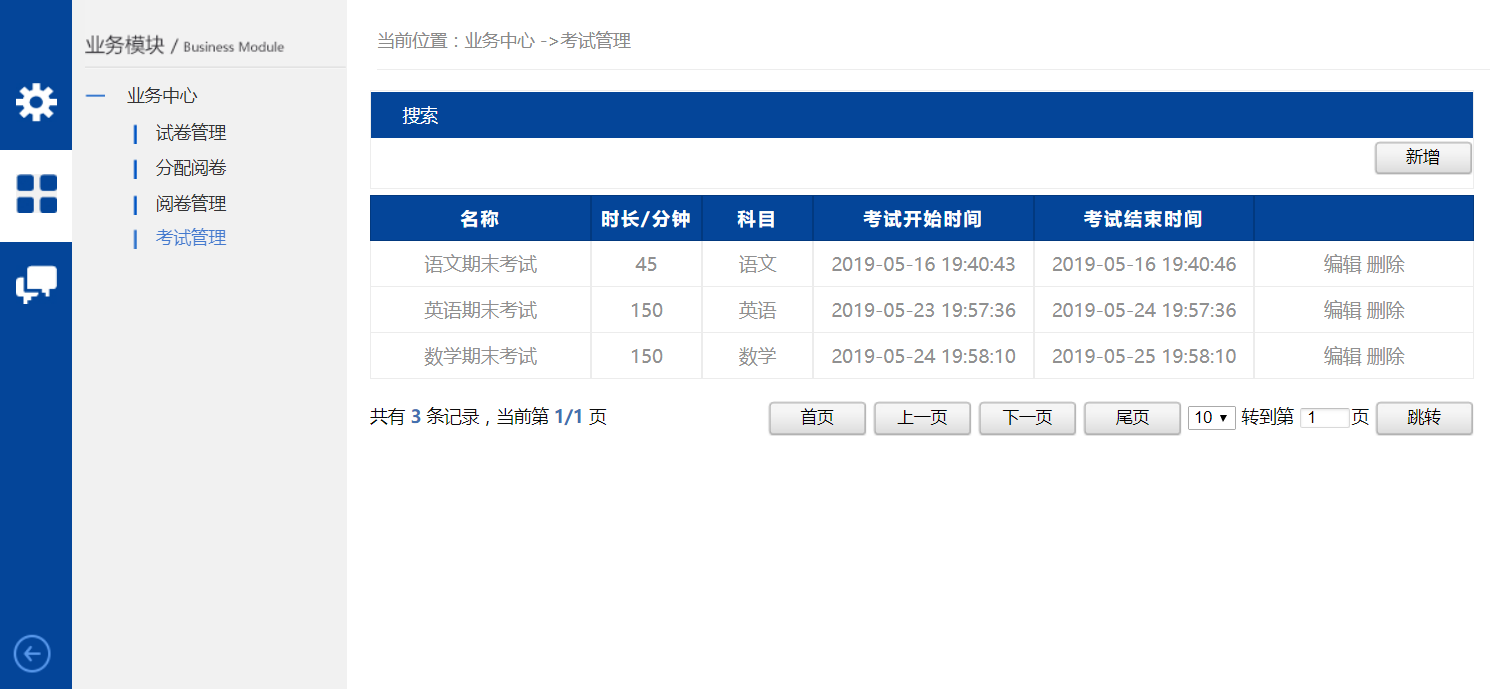 业务模块 / Business Module
业务中心
试卷管理
分配阅卷
阅卷管理
考试管理
当前位置：业务中心 ->考试管理
搜索
新增
名称 时长/分钟 科目 考试开始时间 考试结束时间
语文期末考试 45 语文 2019-05-16 19:40:43 2019-05-16 19:40:46 编辑 删除
英语期末考试 150 英语 2019-05-23 19:57:36 2019-05-24 19:57:36 编辑 删除
数学期末考试 150 数学 2019-05-24 19:58:10 2019-05-25 19:58:10 编辑 删除
共有 3 条记录，当前第 1/1 页 首页 上一页 下一页 尾页 10 转到第 1 页 跳转